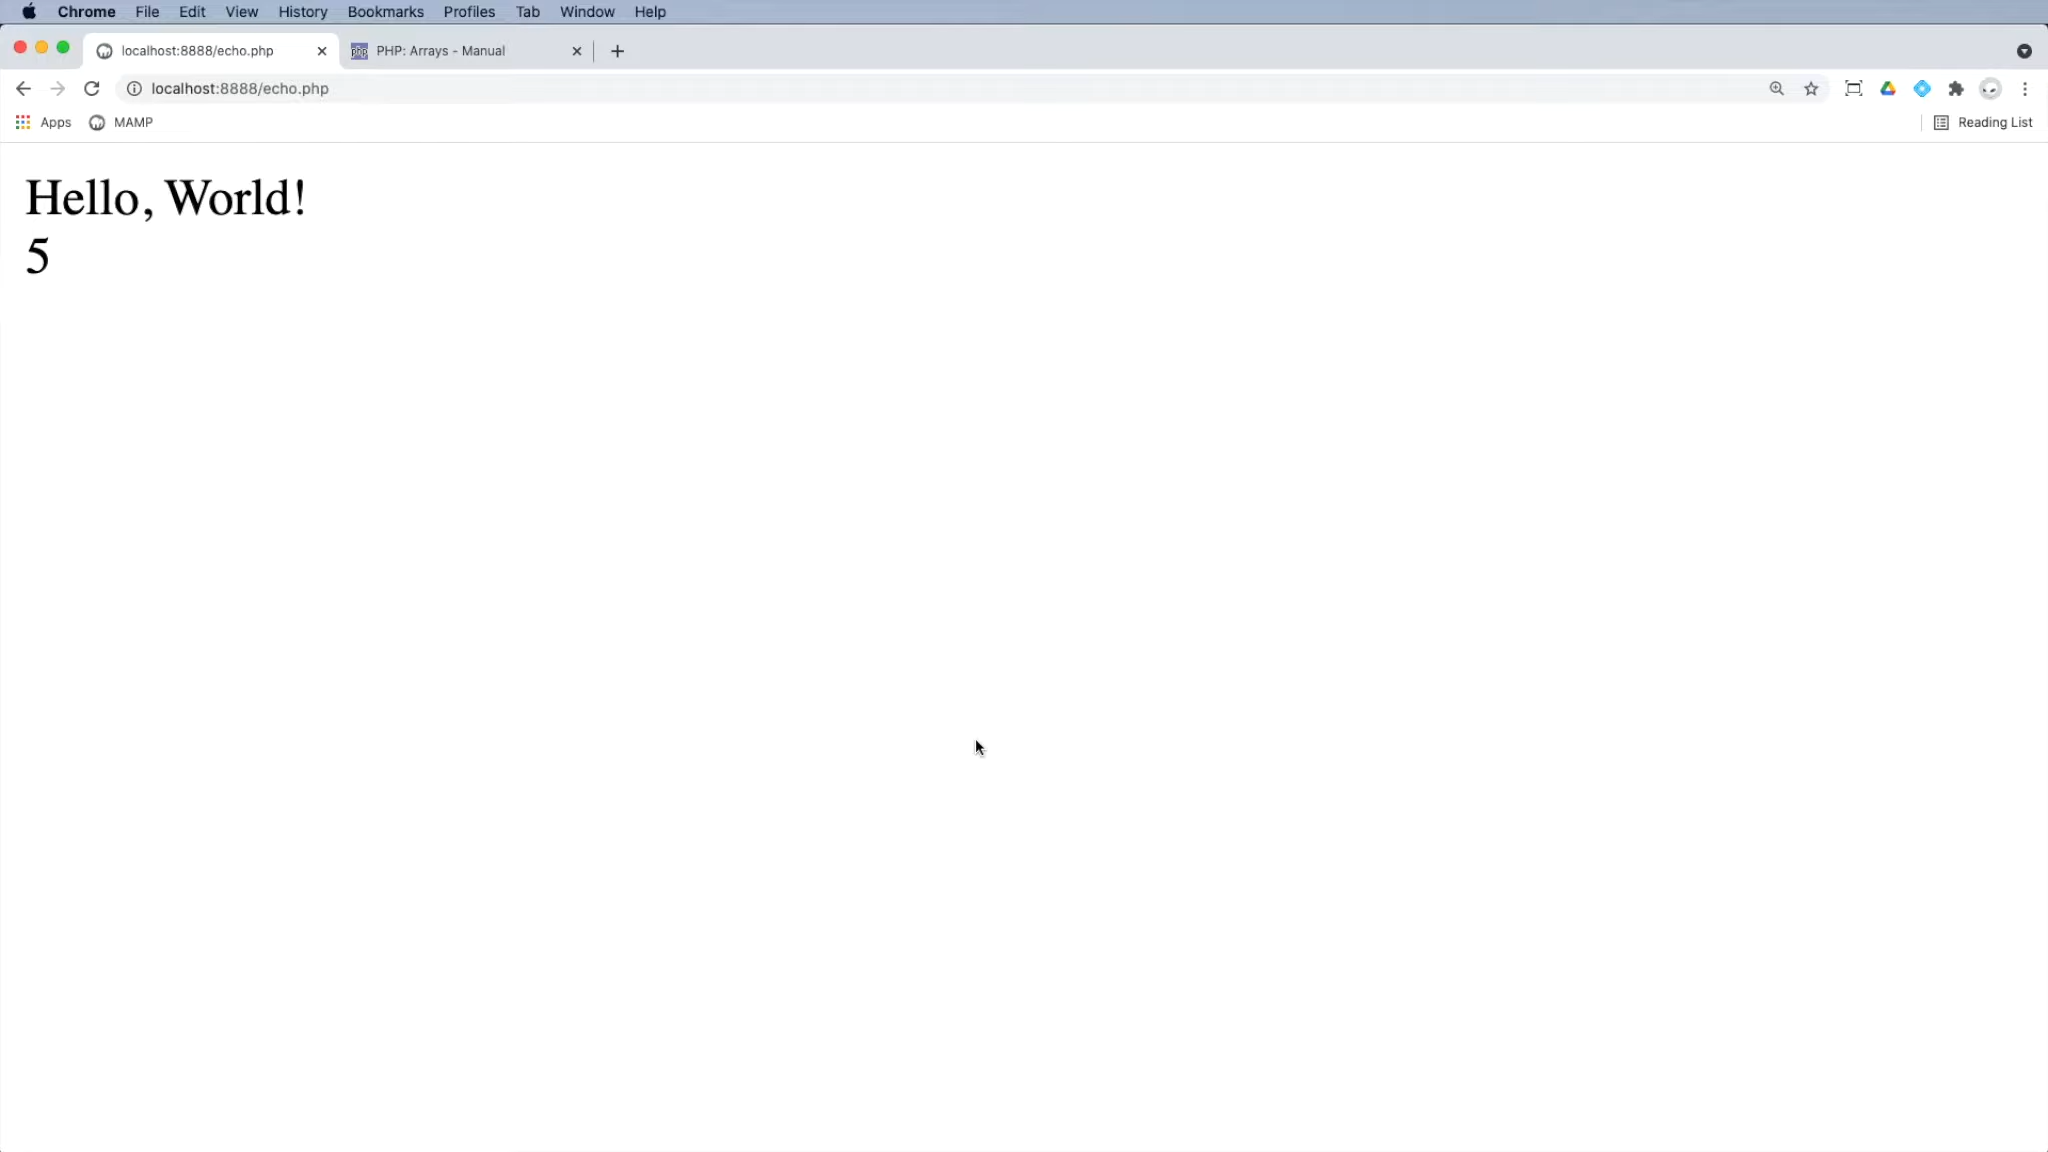 Chrome File Edit View History Bookmarks Profiles Tab Window Help
localhost:8888/echo.php PHP: Arrays - Manual
localhost:8888/echo.php
Apps MAMP Reading List
Hello, World!
5